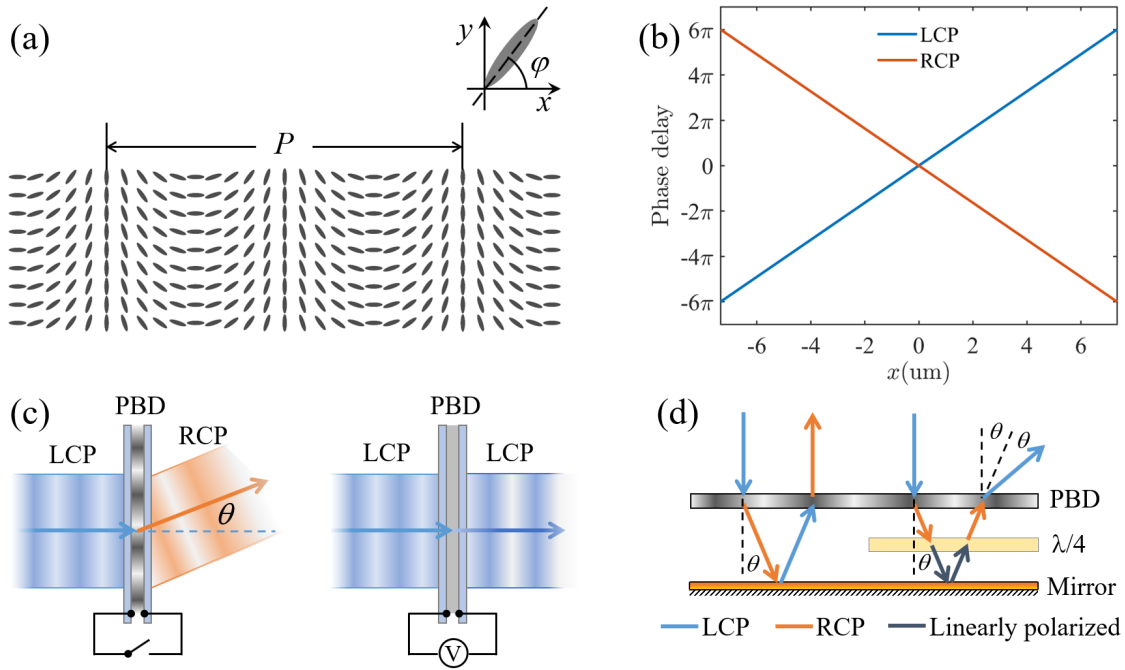 (a)
y
φ
x
P
(b)
LCP
RCP
Phase delay
6π
4π
2π
0
-2π
-4π
-6π
-6 -4 -2 0 2 4 6
x(um)
(c)
PBD
LCP
RCP
θ
PBD
LCP
LCP
V
(d)
θ
θ
PBD
λ/4
θ
θ
Mirror
LCP
RCP
Linearly polarized